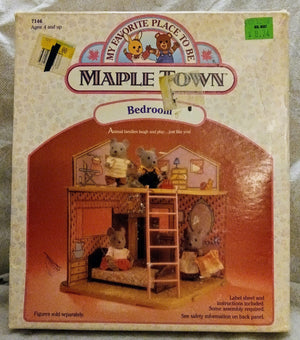 7146
Ages 4 and up
MY FAVORITE PLACE TO BE
MAPLE TOWN
Bedroom
Animal families laugh and play...just like you!
Figures sold separately.
Label sheet and
instructions included.
Some assembly required.
See safety information on back panel.